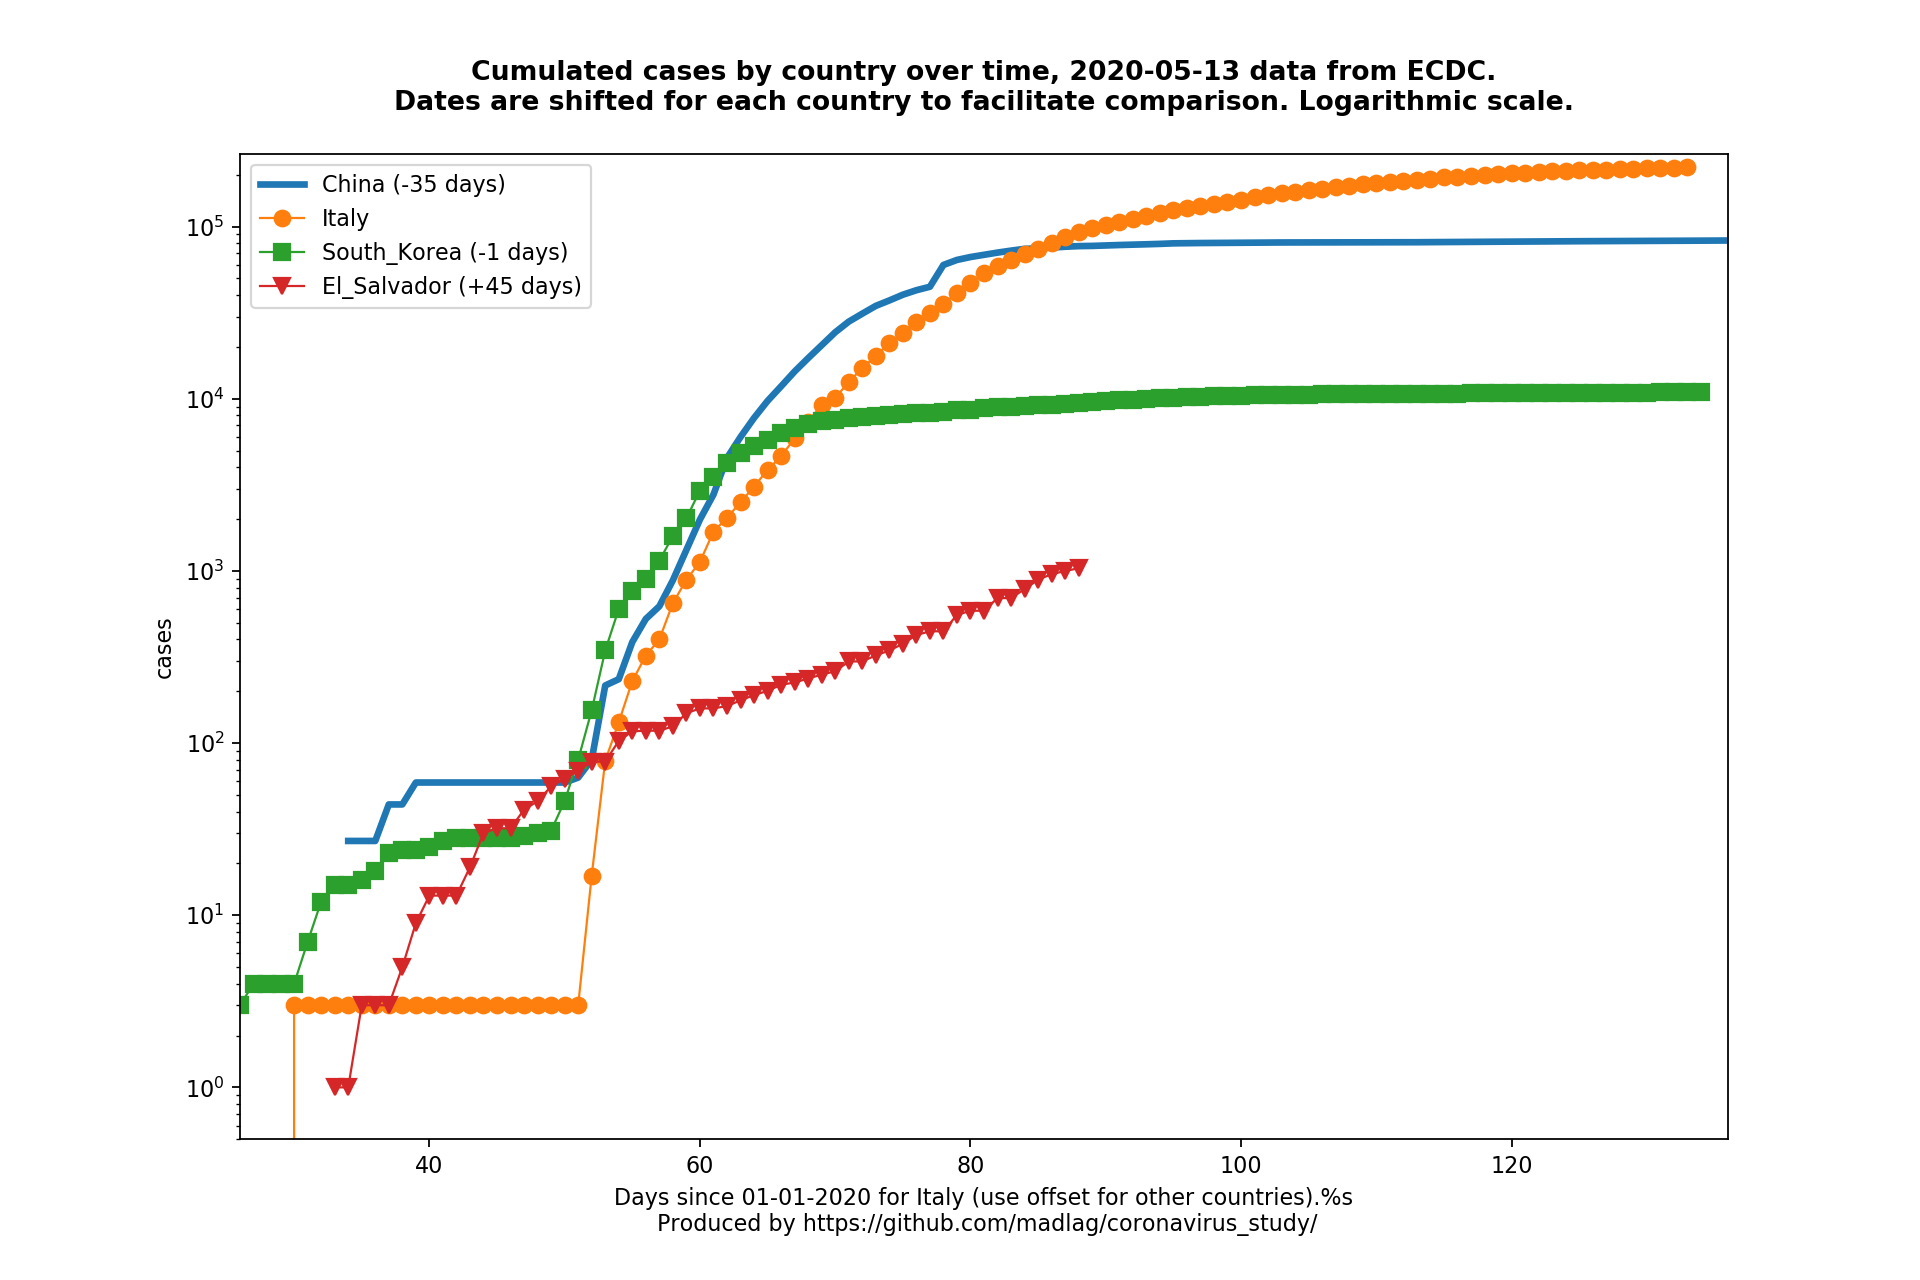 Cumulated cases by country over time, 2020-05-13 data from ECDC.
Dates are shifted for each country to facilitate comparison. Logarithmic scale.
China (-35 days)
Italy
South_Korea (-1 days)
El_Salvador (+45 days)
10^5
10^4
10^3
10^2
10^1
10^0
cases
40 60 80 100 120
Days since 01-01-2020 for Italy (use offset for other countries).%s
Produced by https://github.com/madlag/coronavirus_study/